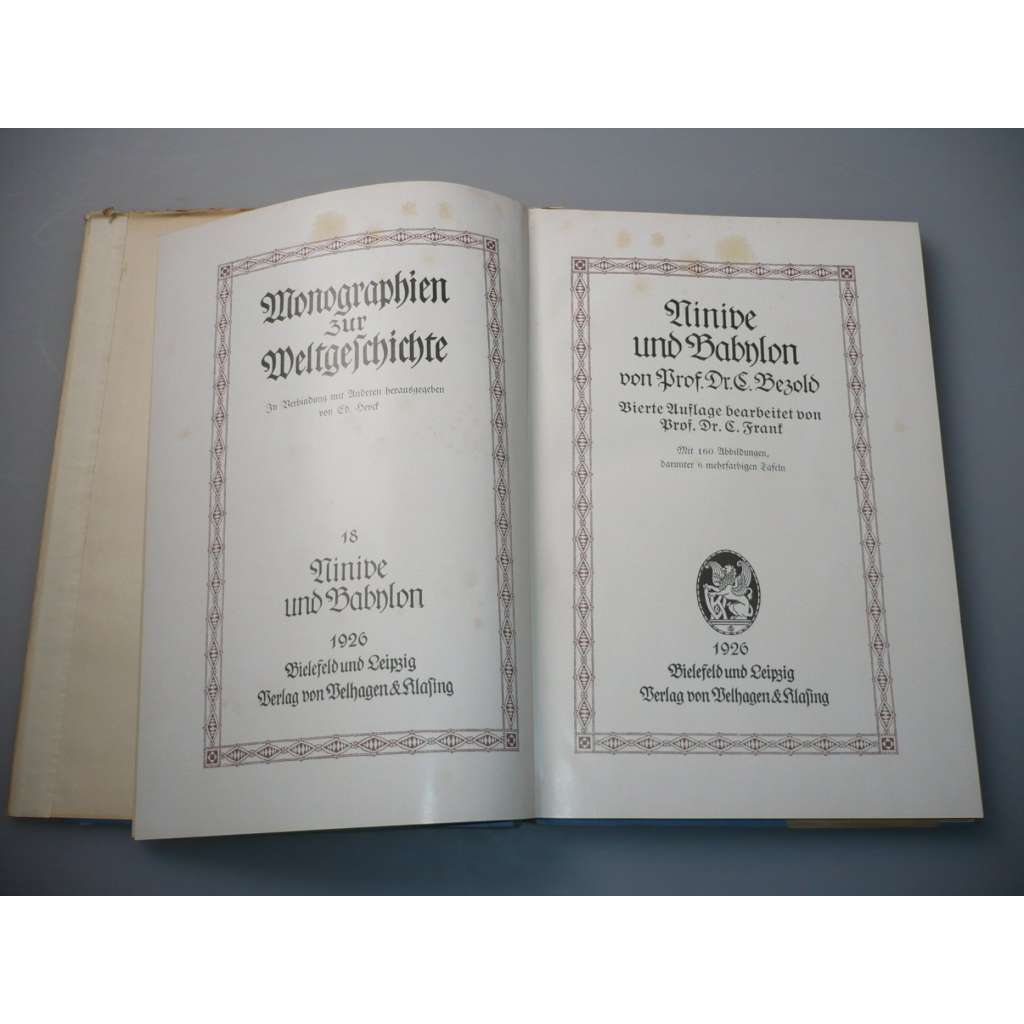 Monographien
zur
Weltgeschichte
In Verbindung mit Anderen herausgegeben
von Ed. Heyck
18
Ninive
und Babylon
1926
Bielefeld und Leipzig
Verlag von Velhagen & Klasing
Ninive
und Babylon
von Prof. Dr. C. Bezold
Vierte Auflage bearbeitet von
Prof. Dr. C. Frank
Mit 160 Abbildungen,
darunter 6 mehrfarbigen Tafeln
1926
Bielefeld und Leipzig
Verlag von Velhagen & Klasing